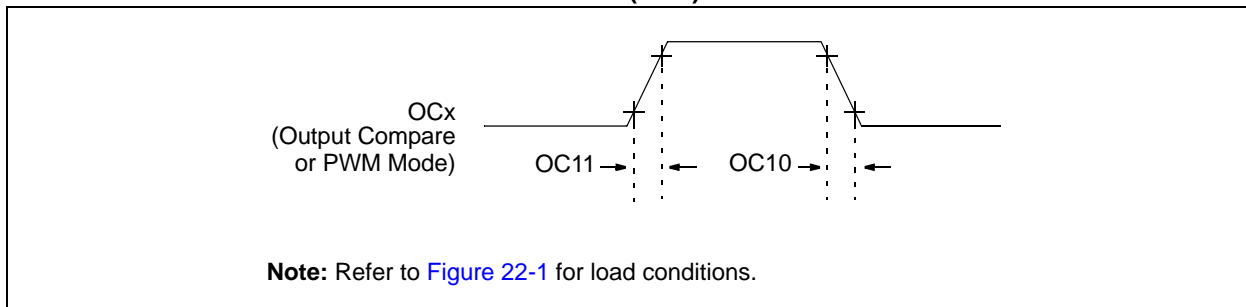 OCx
(Output Compare
or PWM Mode)
OC11
OC10
Note: Refer to Figure 22-1 for load conditions.